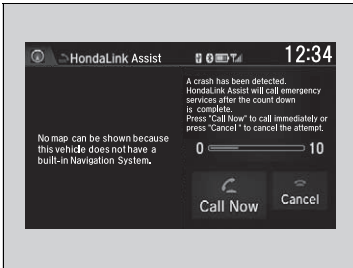 HondaLink Assist
12:34
A crash has been detected.
HondaLink Assist will call emergency
services after the count down
is complete.
Press "Call Now" to call immediately or
press "Cancel" to cancel the attempt.
No map can be shown because
this vehicle does not have a
built-in Navigation System.
0 10
Call Now
Cancel